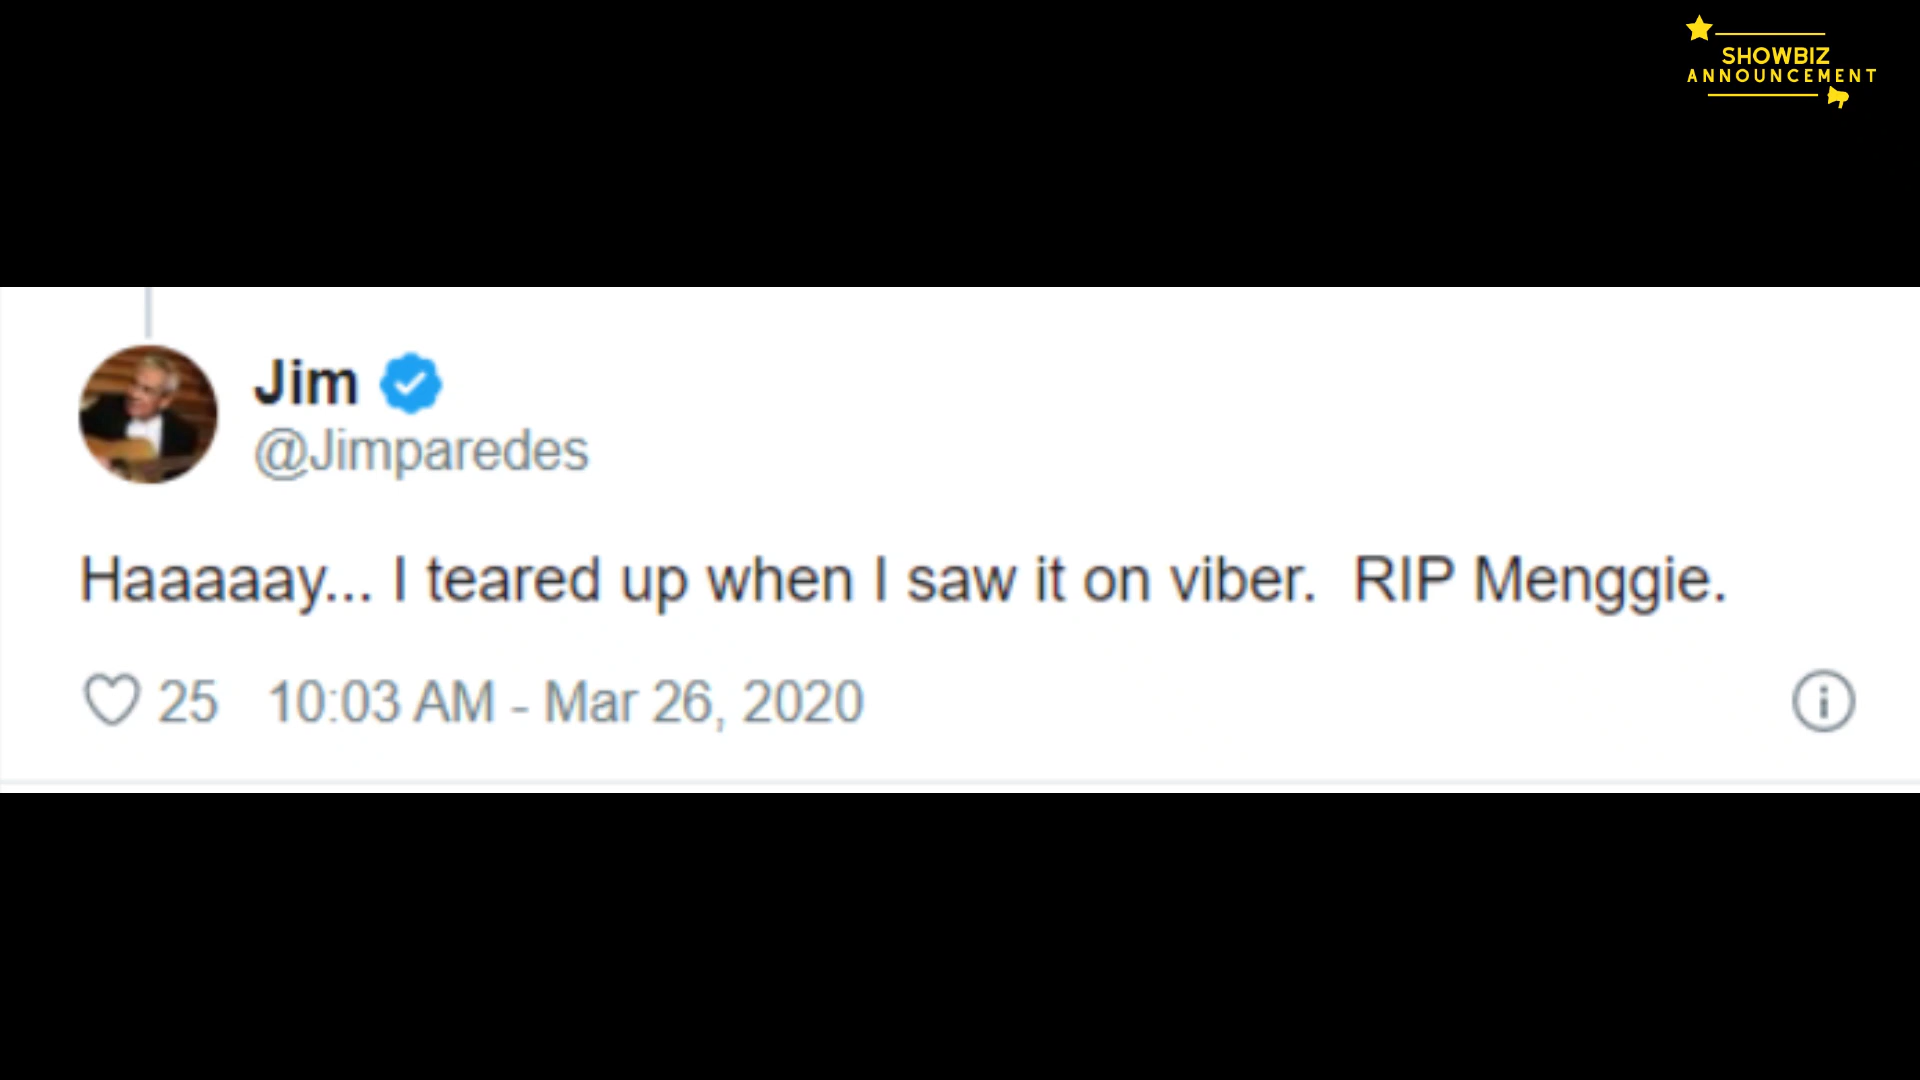 SHOWBIZ
ANNOUNCEMENT
Jim
@Jimparedes
Haaaaay... I teared up when I saw it on viber.  RIP Menggie.
25 10:03 AM - Mar 26, 2020